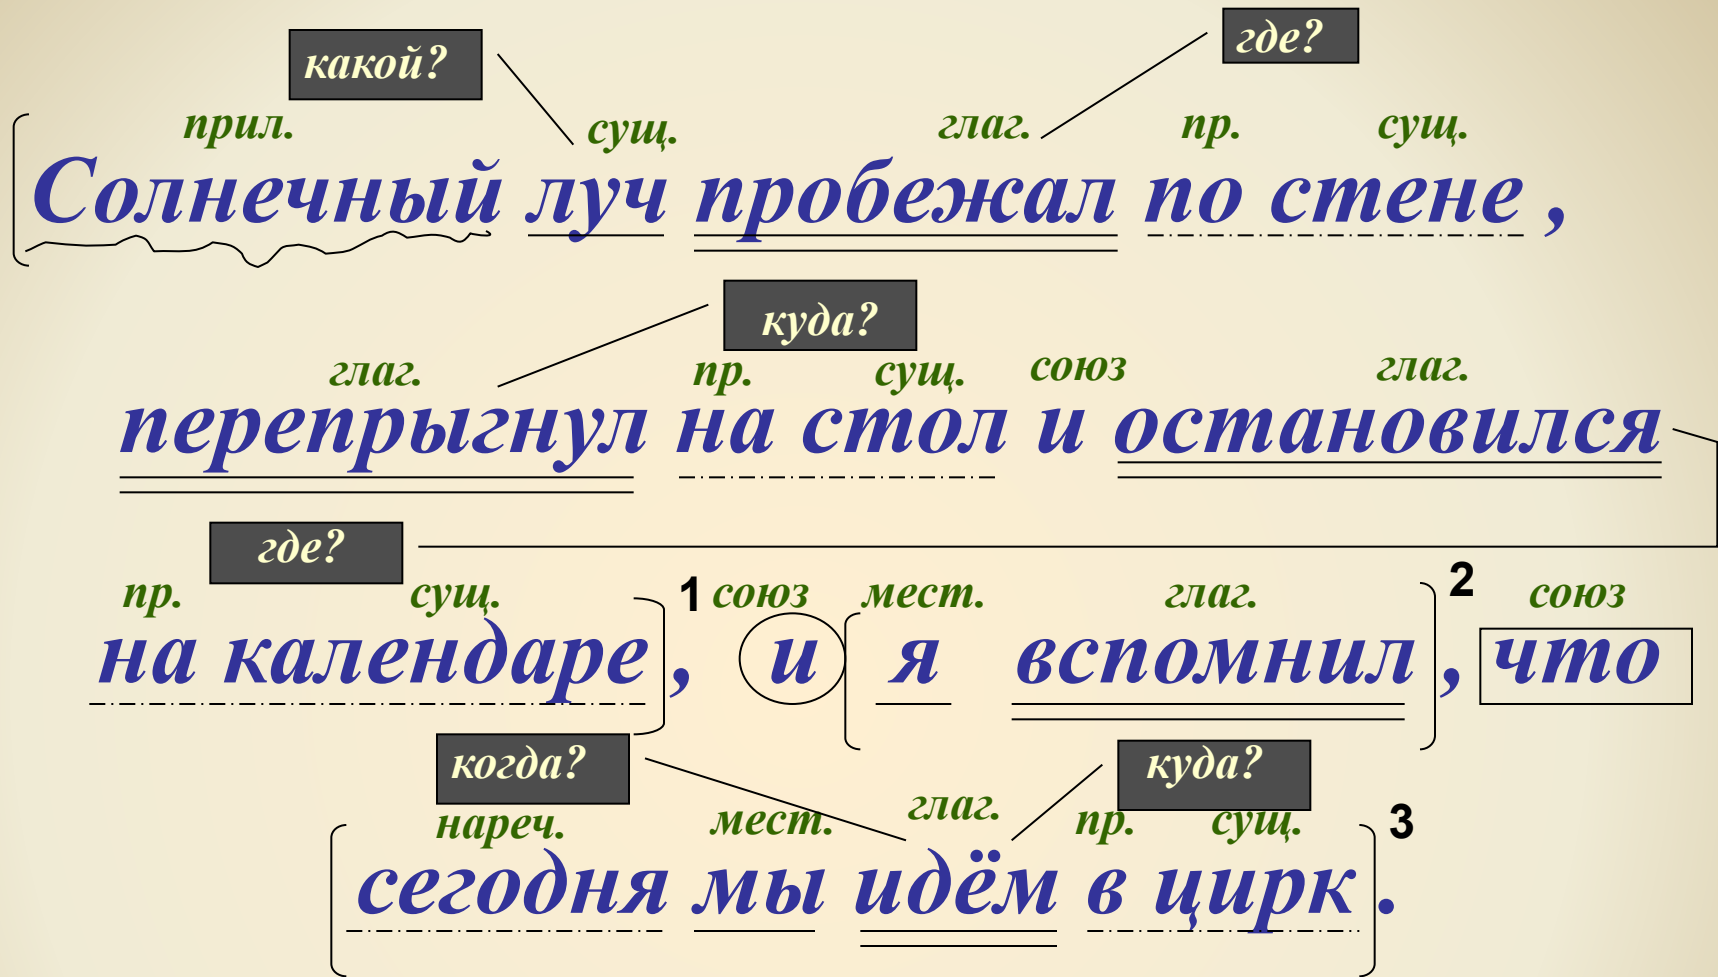 какой? где?
прил. сущ. глаг. пр. сущ.
Солнечный луч пробежал по стене ,
куда?
глаг. пр. сущ. союз глаг.
перепрыгнул на стол и остановился
где?
пр. сущ. 1 союз мест. глаг. 2 союз
на календаре , и я вспомнил , что
когда? куда?
нареч. мест. глаг. пр. сущ. 3
сегодня мы идём в цирк .